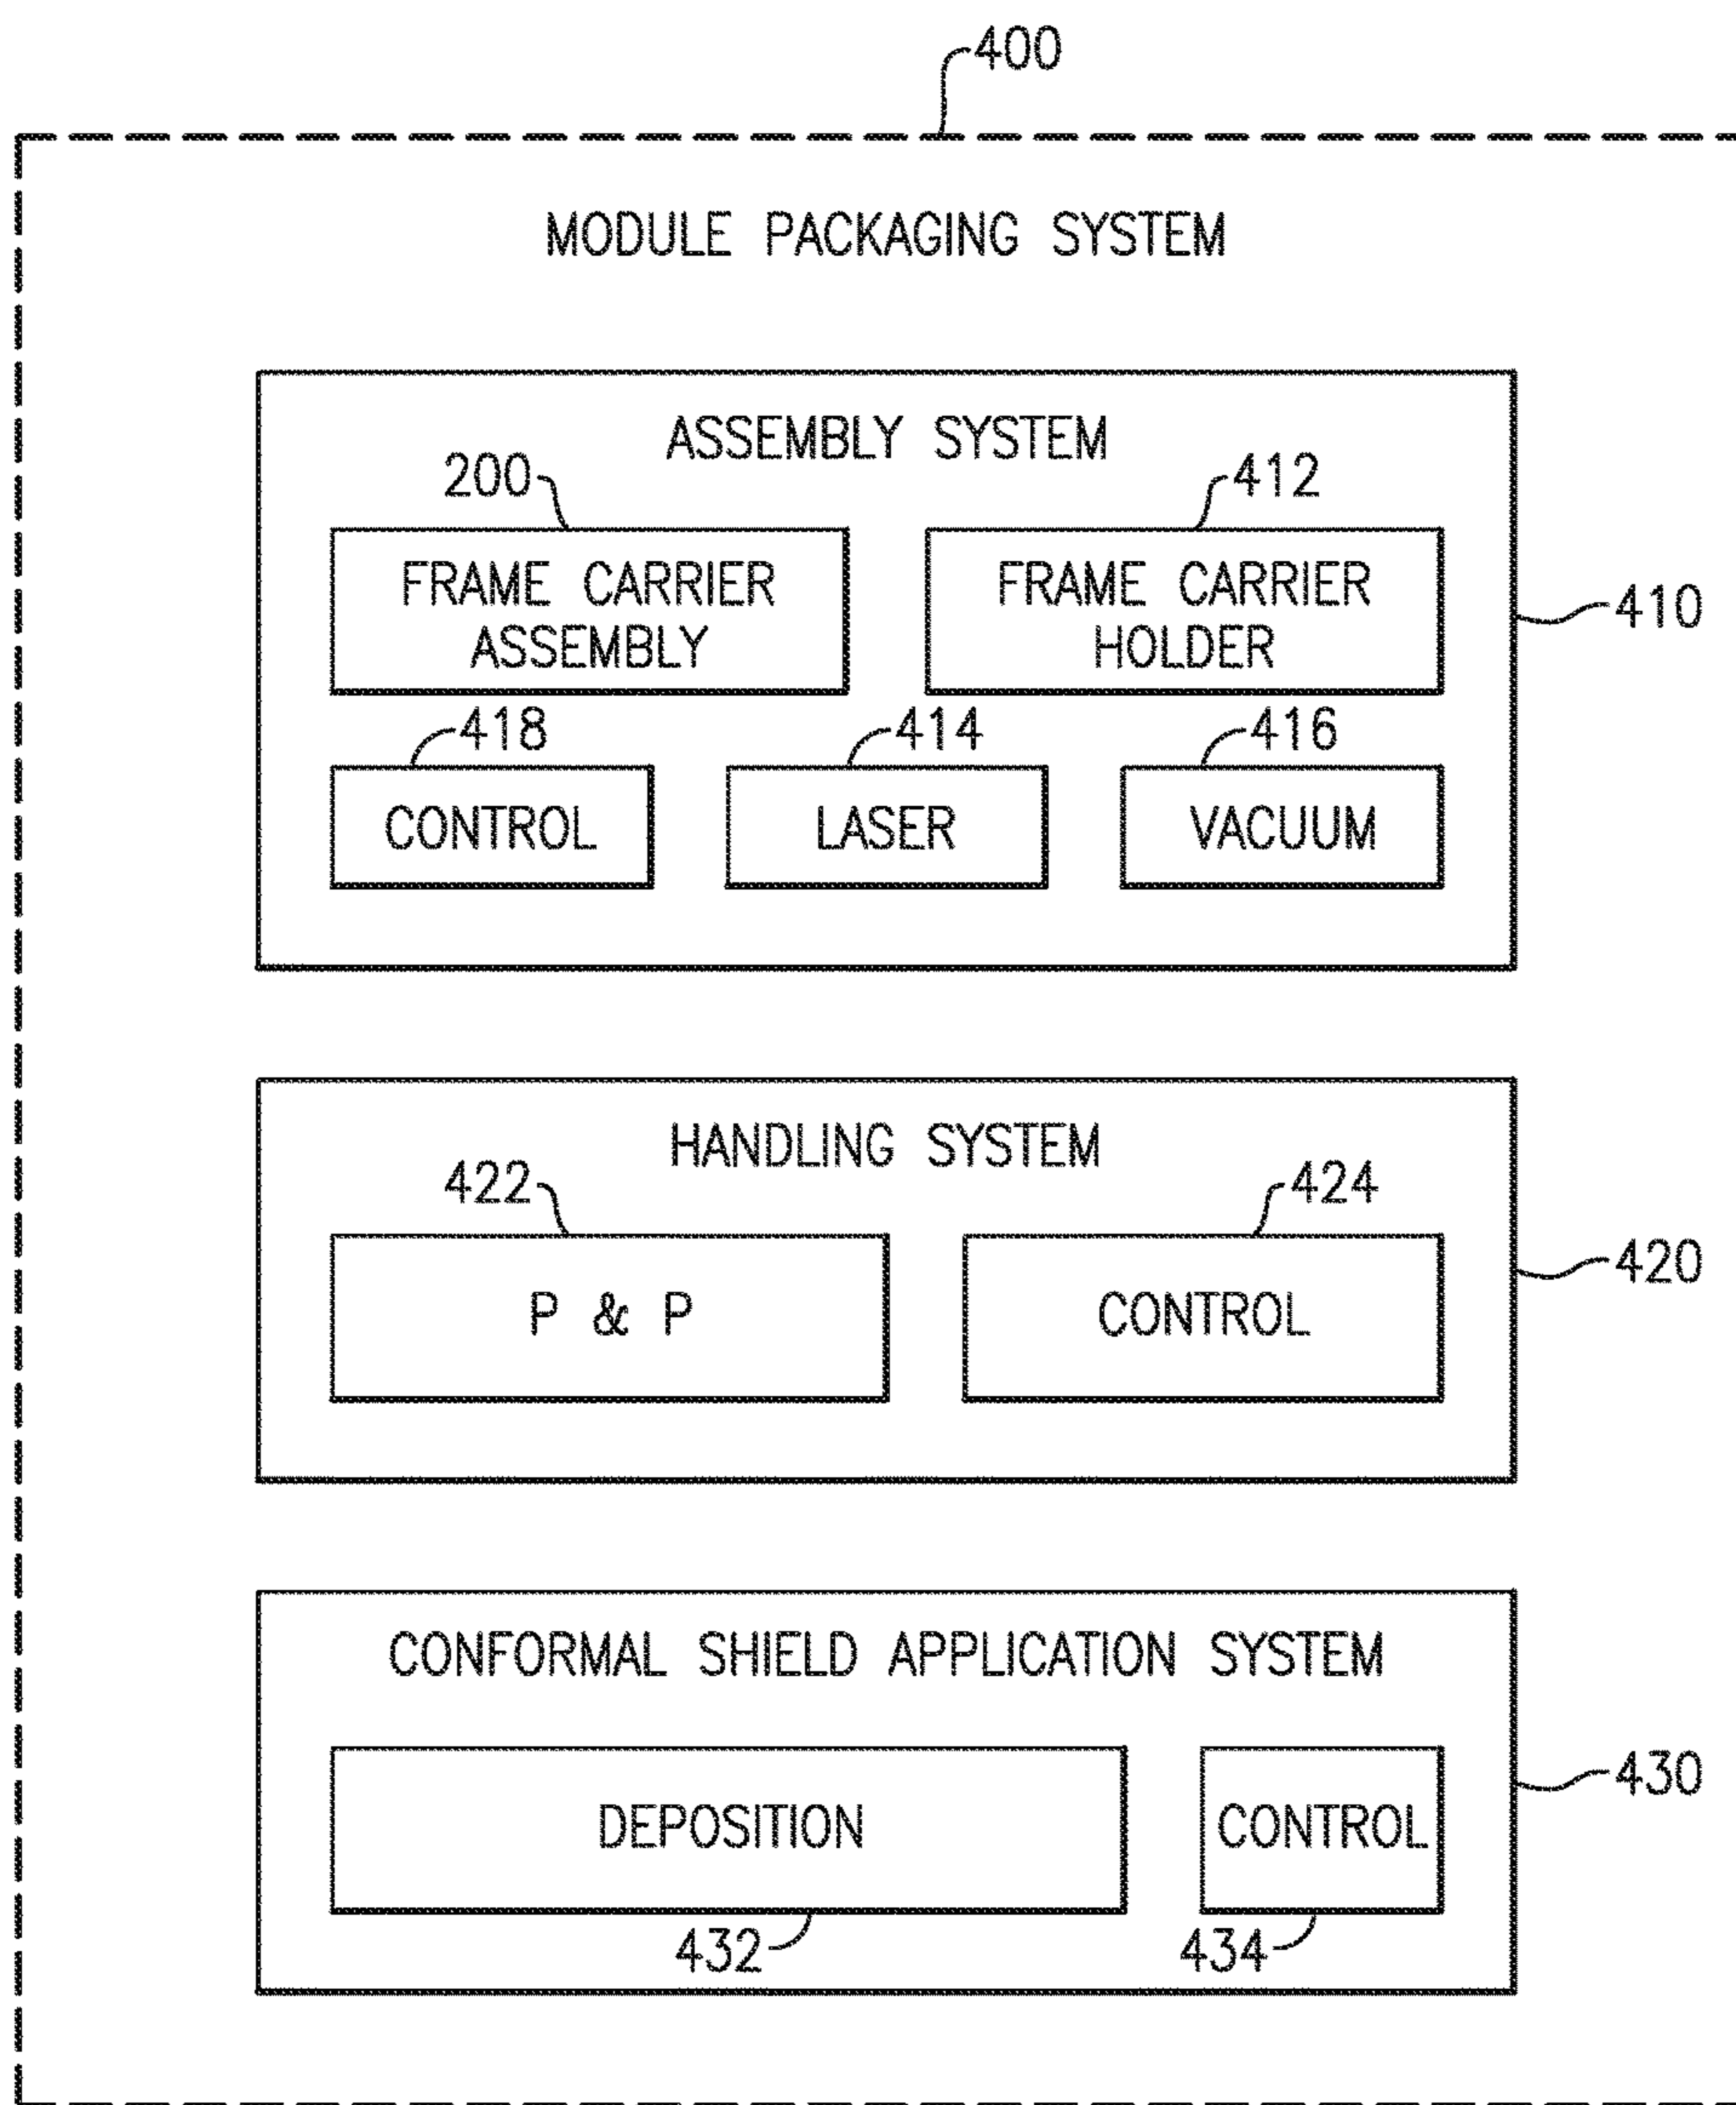 400
MODULE PACKAGING SYSTEM
ASSEMBLY SYSTEM
200
412
FRAME CARRIER
ASSEMBLY
FRAME CARRIER
HOLDER
410
418
414
416
CONTROL
LASER
VACUUM
HANDLING SYSTEM
422
424
P & P
CONTROL
420
CONFORMAL SHIELD APPLICATION SYSTEM
DEPOSITION
CONTROL
430
432
434